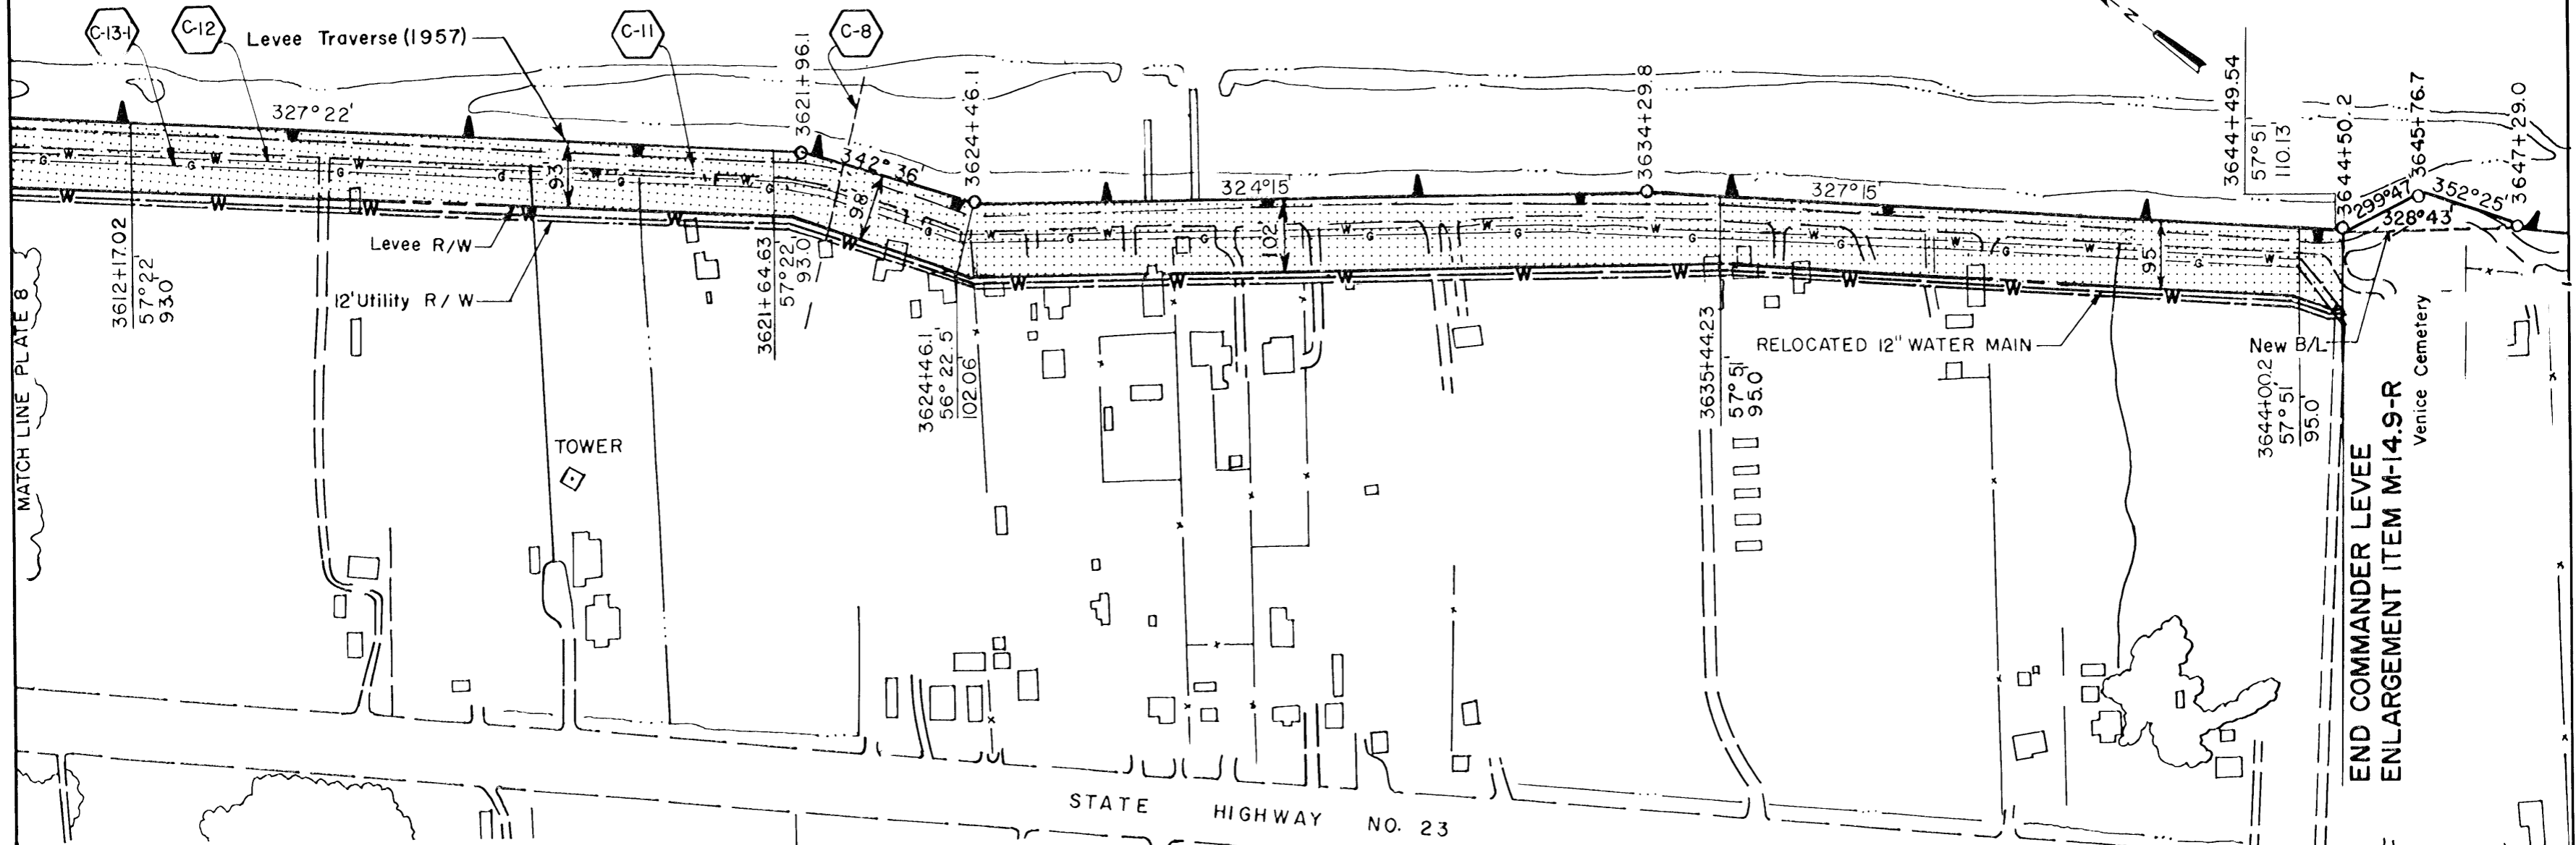 C-13-1
C-12
Levee Traverse (1957)
C-11
C-8
N
3621+96.1
3624+46.1
3634+29.8
3644+49.54
57°51'
110.13'
3644+50.2
3645+76.7
3647+29.0
327°22'
342°36'
324°15'
327°15'
299°47'
352°25'
328°43'
93'
98'
102'
95'
Levee R/W
12' Utility R/W
3612+17.02
57°22'
93.0'
3621+64.63
57°22'
93.0'
3624+46.1
56°22.5'
102.06'
3635+44.23
57°51'
95.0'
3644+00.2
57°51'
95.0'
RELOCATED 12" WATER MAIN
New B/L
Venice Cemetery
MATCH LINE PLATE 8
TOWER
END COMMANDER LEVEE
ENLARGEMENT ITEM M-14.9-R
STATE HIGHWAY NO. 23